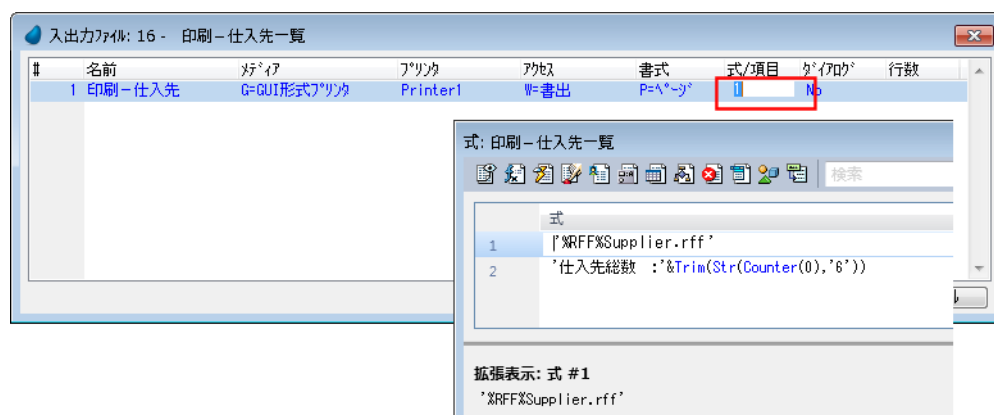 入出力ﾌｧｲﾙ: 16 - 印刷－仕入先一覧
# 名前 ﾒﾃﾞｨｱ ﾌﾟﾘﾝﾀ ｱｸｾｽ 書式 式/項目 ﾀﾞｲｱﾛｸﾞ 行数
1 印刷－仕入先 G=GUI形式ﾌﾟﾘﾝﾀ Printer1 W=書出 P=ﾍﾟｰｼﾞ 1 No
式: 印刷－仕入先一覧
検索
式
1 '%RFF%Supplier.rff'
2 '仕入先総数 :'&Trim(Str(Counter(0),'6'))
拡張表示: 式 #1
'%RFF%Supplier.rff'